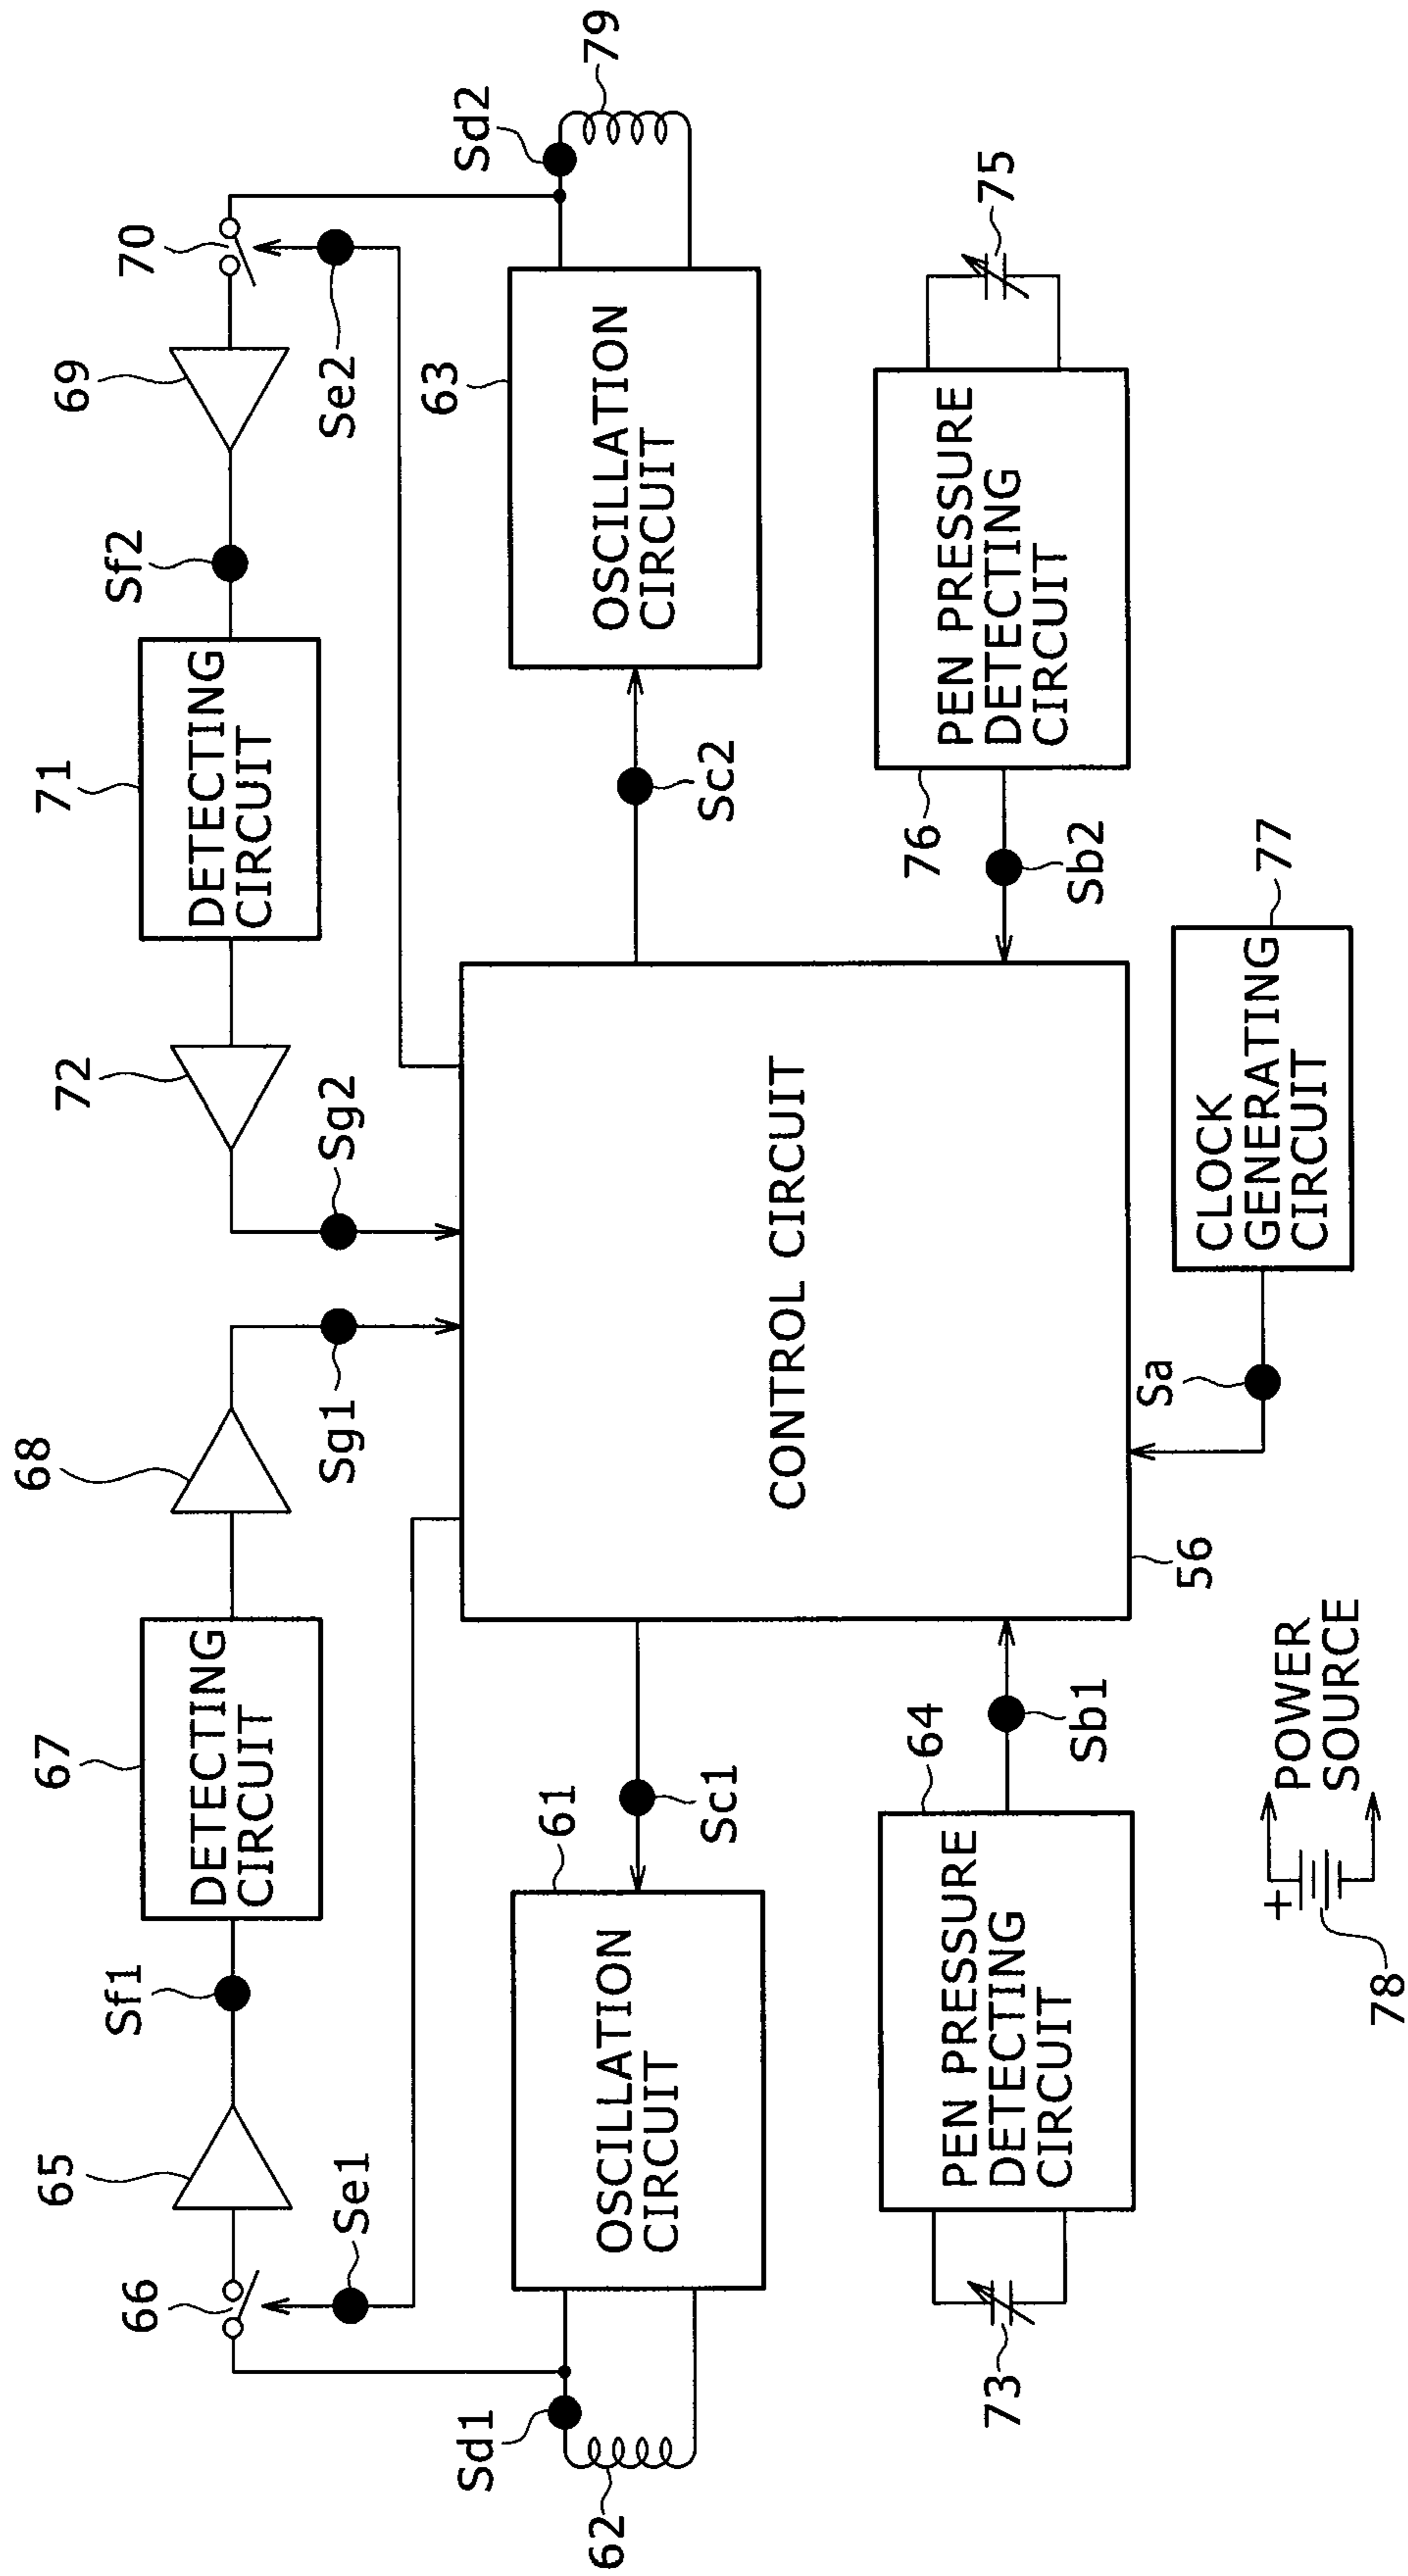 67
71
68
72
65
69
66
70
Sf1
Sf2
DETECTING
CIRCUIT
DETECTING
CIRCUIT
Sg1
Sg2
Se1
Se2
Sd1
Sd2
61
63
62
79
OSCILLATION
CIRCUIT
OSCILLATION
CIRCUIT
Sc1
Sc2
CONTROL CIRCUIT
64
76
PEN PRESSURE
DETECTING
CIRCUIT
PEN PRESSURE
DETECTING
CIRCUIT
73
75
Sb1
Sb2
56
Sa
77
CLOCK
GENERATING
CIRCUIT
+
POWER
SOURCE
78